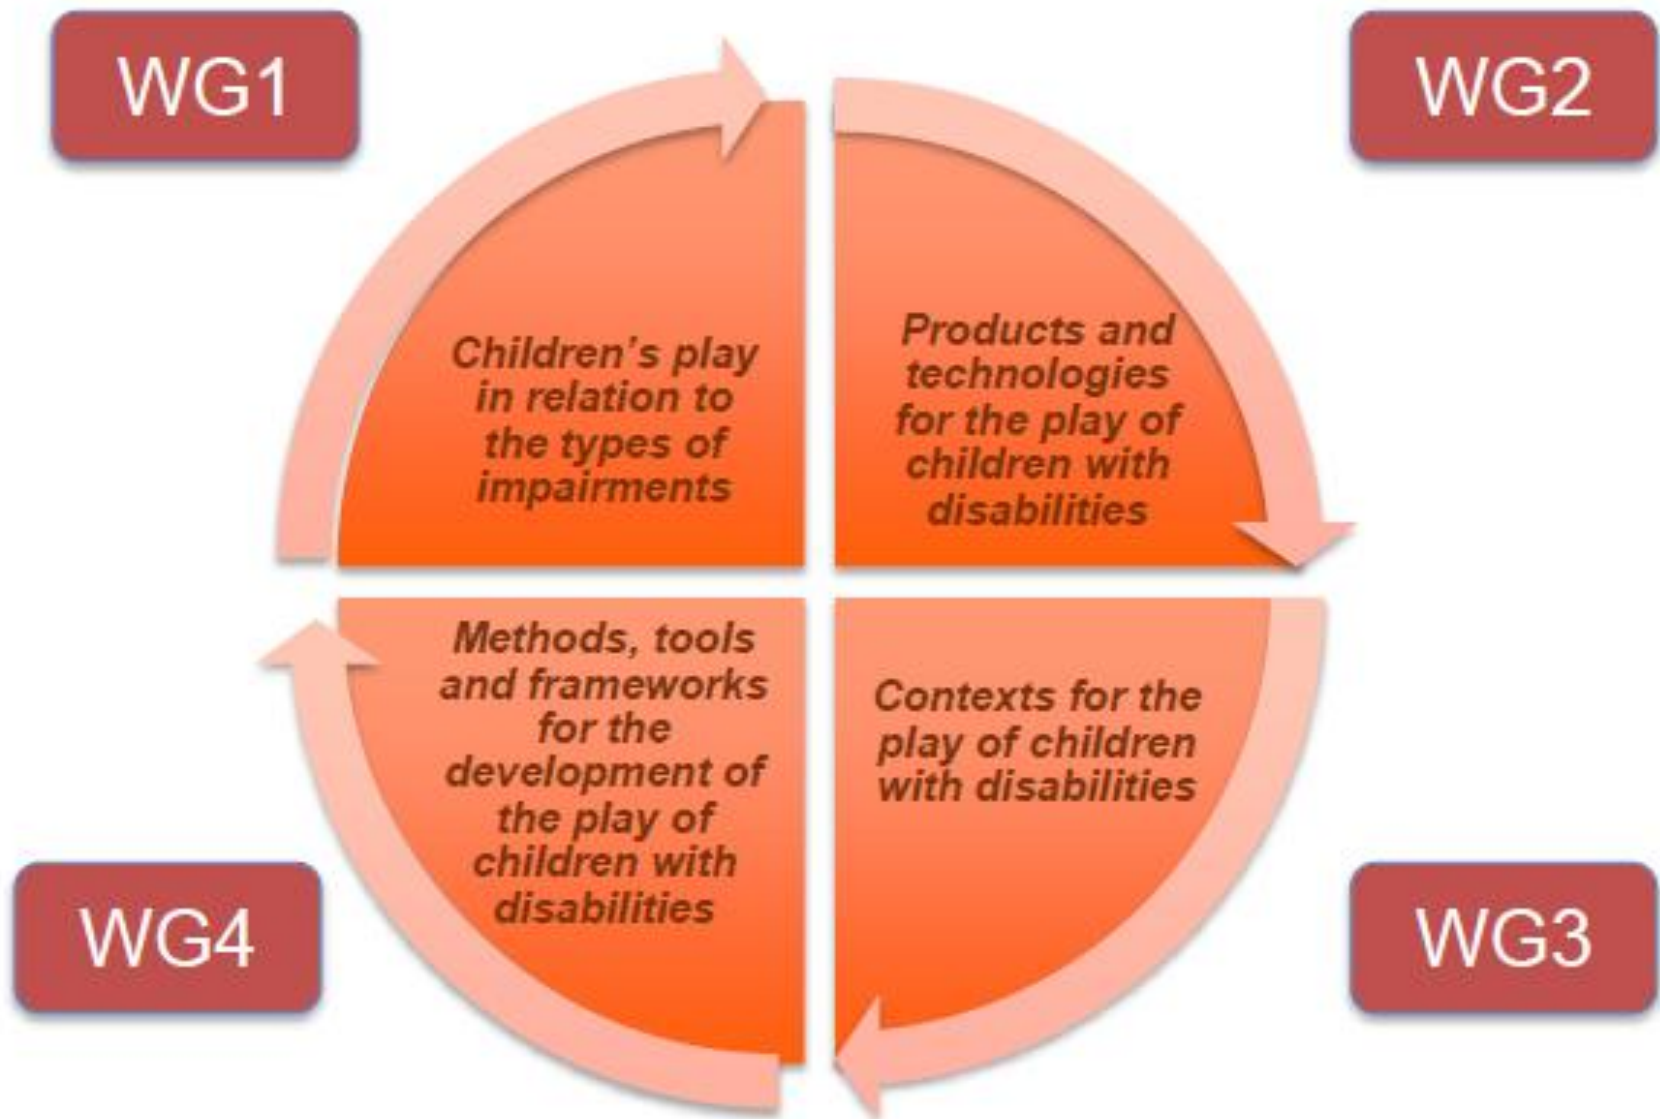 WG1
WG2
Children's play
in relation to
the types of
impairments
Products and
technologies
for the play of
children with
disabilities
Methods, tools
and frameworks
for the
development of
the play of
children with
disabilities
Contexts for the
play of children
with disabilities
WG4
WG3